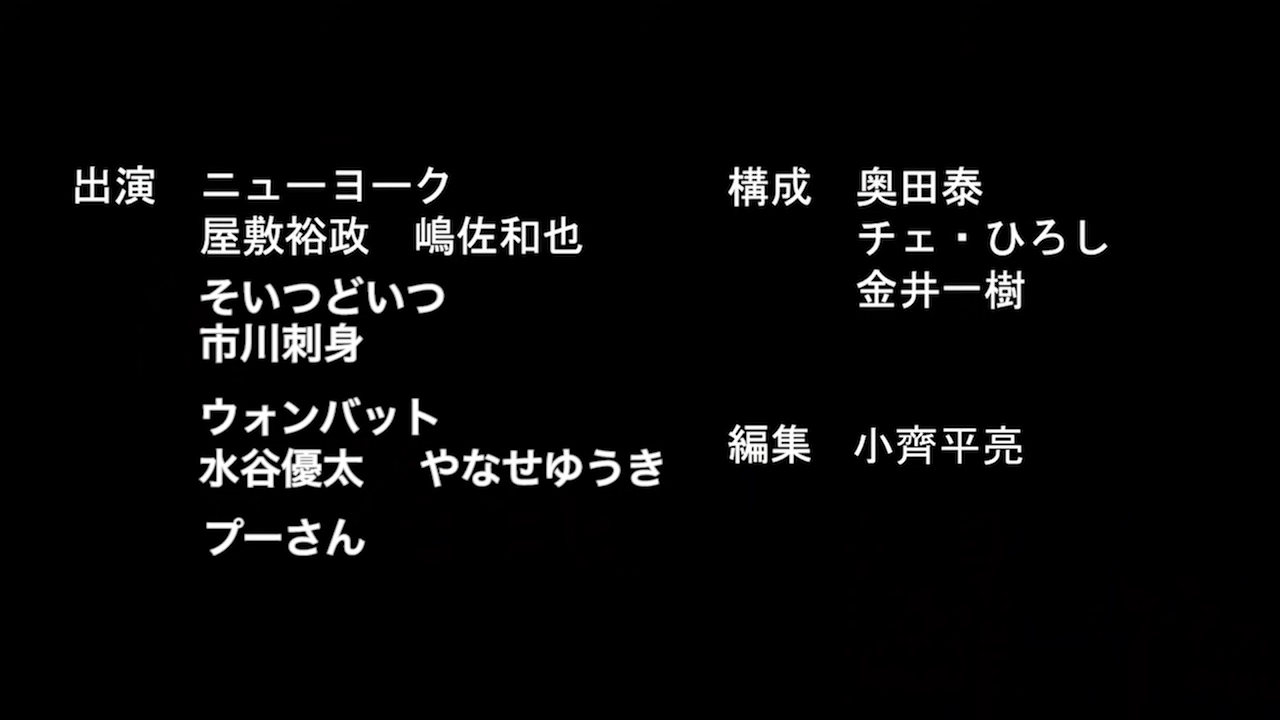 出演 ニューヨーク
屋敷裕政 嶋佐和也
そいつどいつ
市川刺身
ウォンバット
水谷優太 やなせゆうき
プーさん
構成 奥田泰
チェ・ひろし
金井一樹
編集 小齊平亮